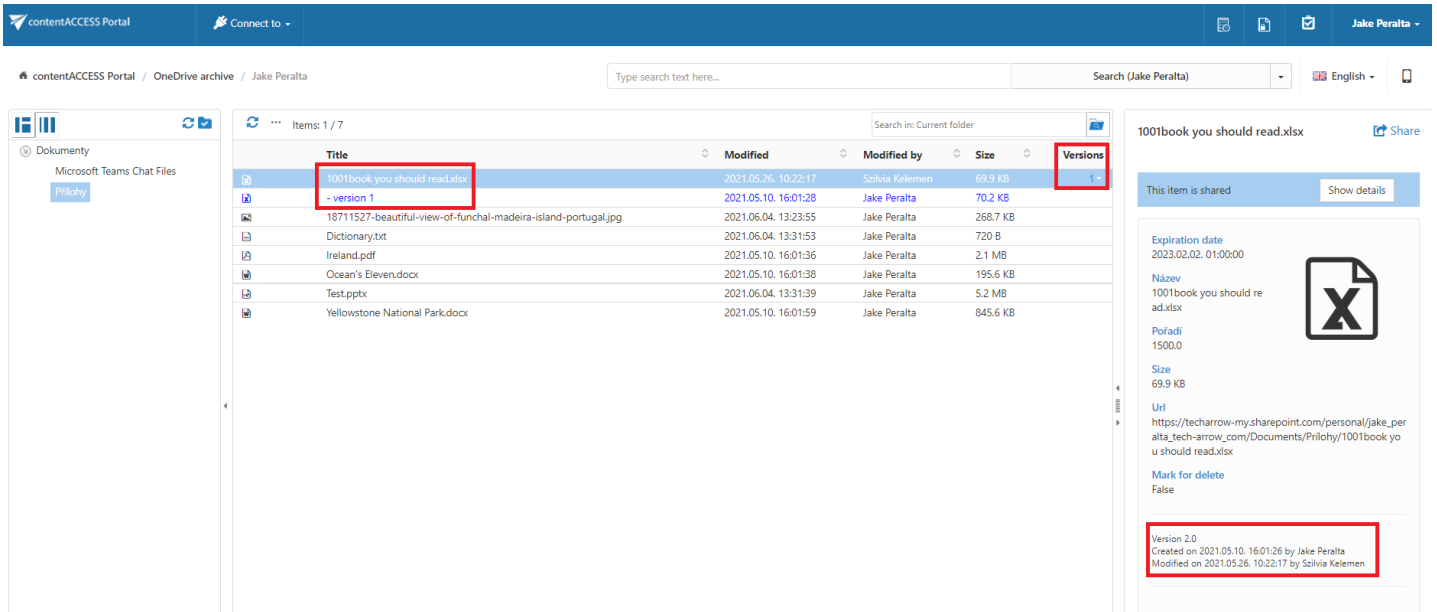 contentACCESS Portal
Connect to
Jake Peralta
contentACCESS Portal / OneDrive archive / Jake Peralta
Type search text here...
Search (Jake Peralta)
English
Dokumenty
Microsoft Teams Chat Files
Prílohy
Items: 1 / 7
Search in: Current folder
Title Modified Modified by Size Versions
1001book you should read.xlsx 2021.05.26. 10:22:17 Szilvia Kelemen 69.9 KB 1
- version 1 2021.05.10. 16:01:28 Jake Peralta 70.2 KB
18711527-beautiful-view-of-funchal-madeira-island-portugal.jpg 2021.06.04. 13:23:55 Jake Peralta 268.7 KB
Dictionary.txt 2021.06.04. 13:31:53 Jake Peralta 720 B
Ireland.pdf 2021.05.10. 16:01:36 Jake Peralta 2.1 MB
Ocean's Eleven.docx 2021.05.10. 16:01:38 Jake Peralta 195.6 KB
Test.pptx 2021.06.04. 13:31:39 Jake Peralta 5.2 MB
Yellowstone National Park.docx 2021.05.10. 16:01:59 Jake Peralta 845.6 KB
1001book you should read.xlsx
Share
This item is shared
Show details
Expiration date
2023.02.02. 01:00:00
Název
1001book you should re
ad.xlsx
Pořadí
1500.0
Size
69.9 KB
Url
https://techarrow-my.sharepoint.com/personal/jake_per
alta_tech-arrow_com/Documents/Prílohy/1001book yo
u should read.xlsx
Mark for delete
False
Version 2.0
Created on 2021.05.10. 16:01:26 by Jake Peralta
Modified on 2021.05.26. 10:22:17 by Szilvia Kelemen